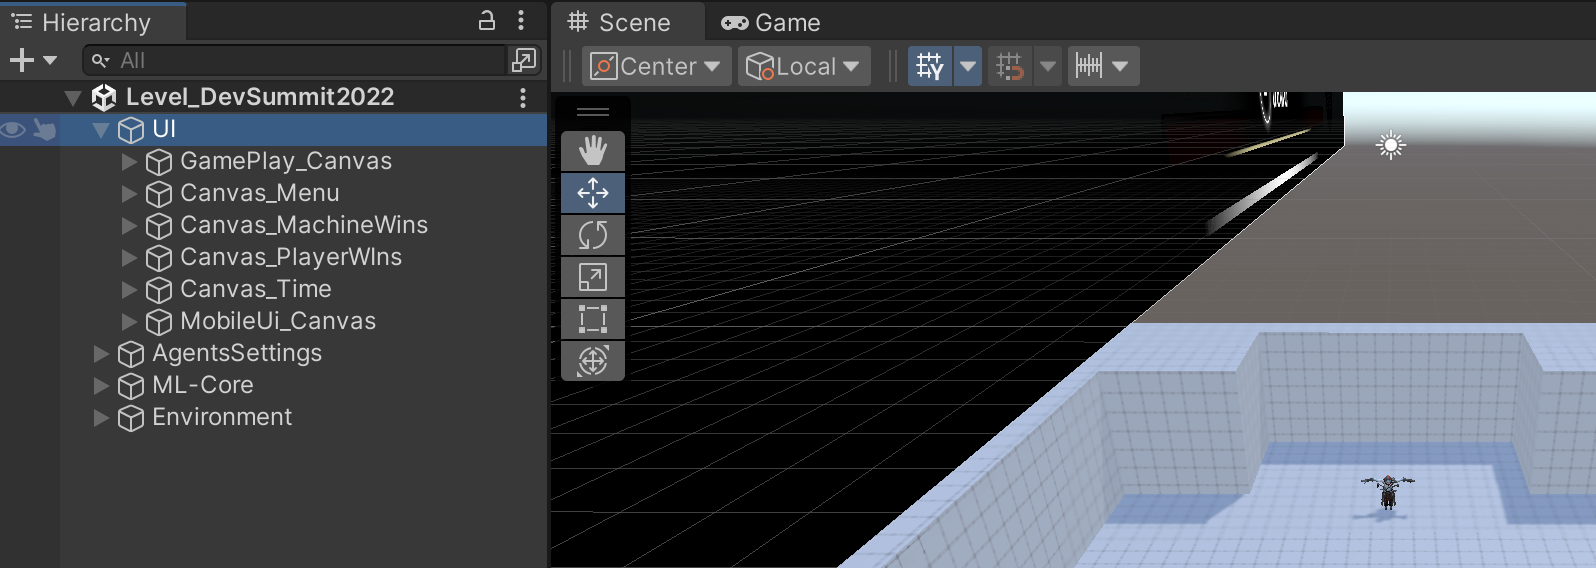 Hierarchy
All
Level_DevSummit2022
UI
GamePlay_Canvas
Canvas_Menu
Canvas_MachineWins
Canvas_PlayerWIns
Canvas_Time
MobileUi_Canvas
AgentsSettings
ML-Core
Environment
Scene Game
Center Local